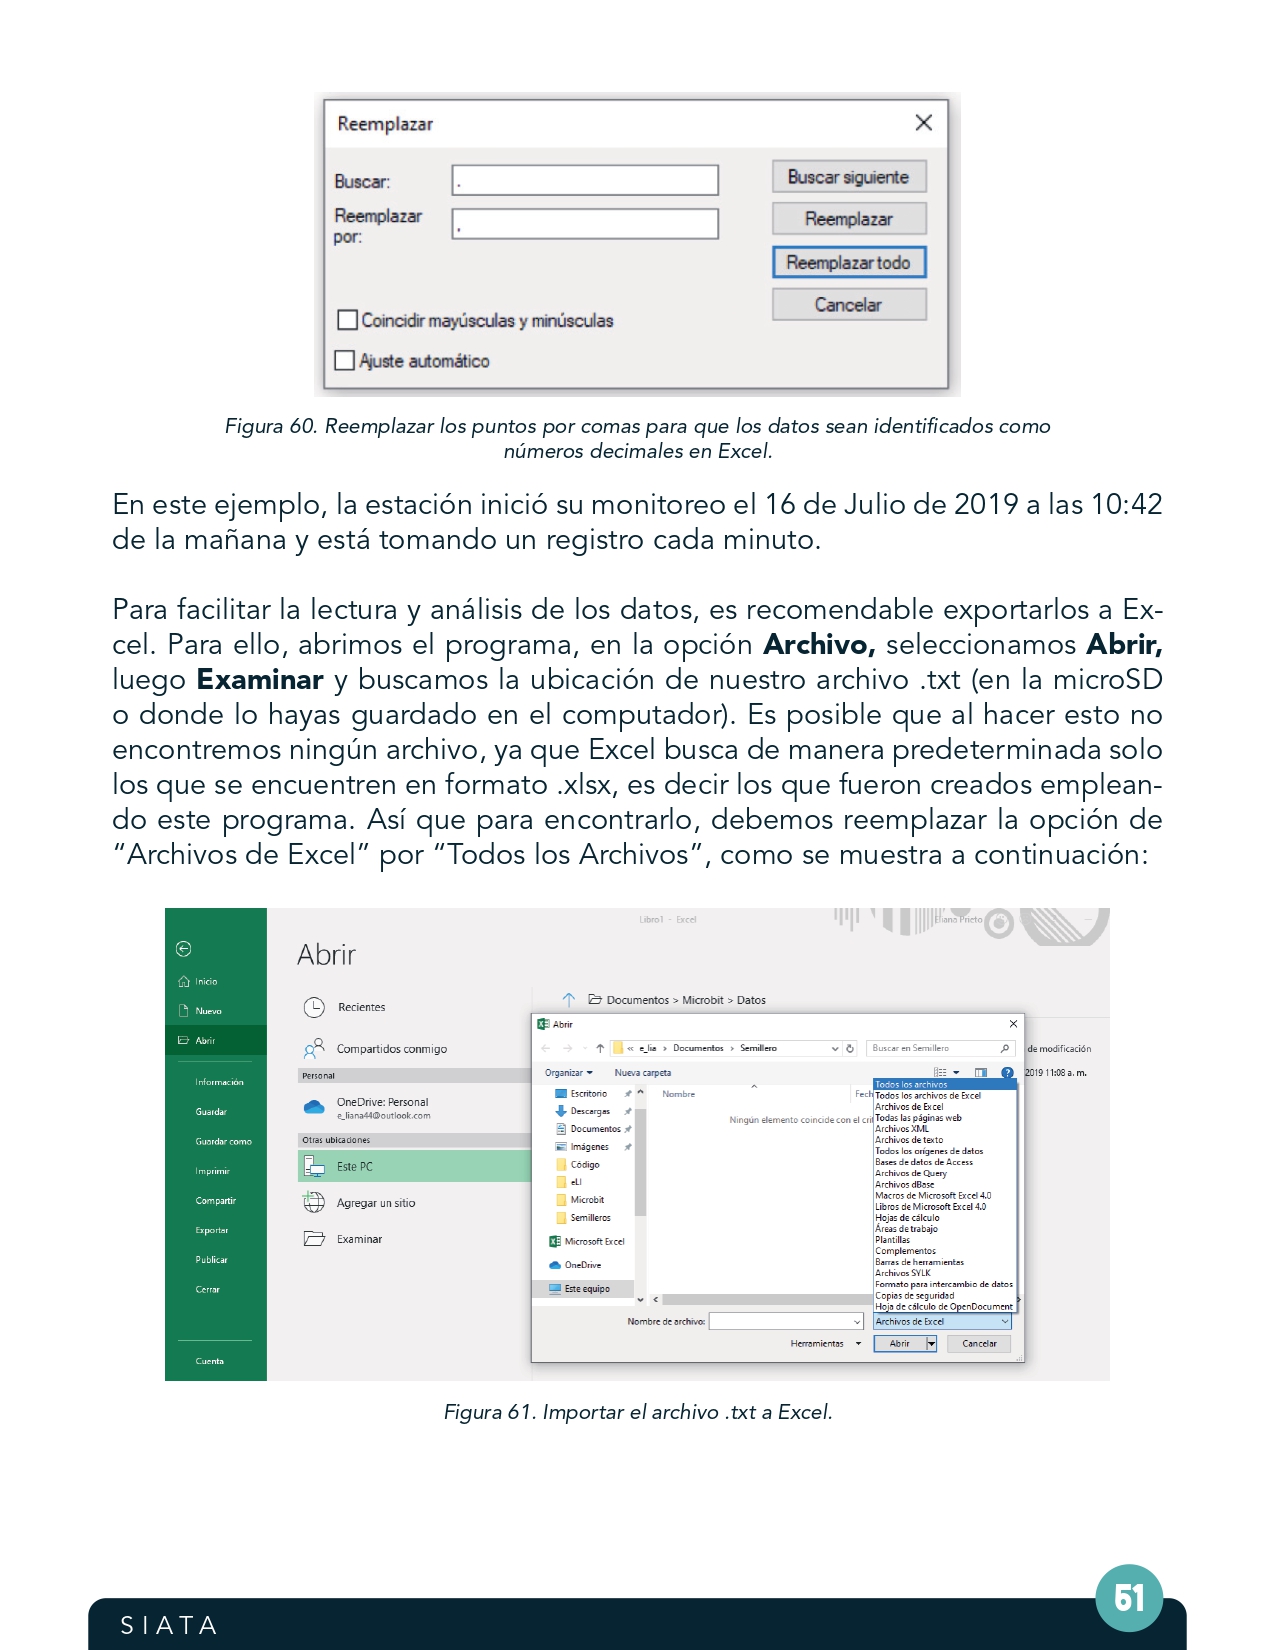 Reemplazar
Buscar:
.
Buscar siguiente
Reemplazar
por:
,
Reemplazar
Reemplazar todo
Cancelar
Coincidir mayúsculas y minúsculas
Ajuste automático
Figura 60. Reemplazar los puntos por comas para que los datos sean identificados como
números decimales en Excel.
En este ejemplo, la estación inició su monitoreo el 16 de Julio de 2019 a las 10:42
de la mañana y está tomando un registro cada minuto.
Para facilitar la lectura y análisis de los datos, es recomendable exportarlos a Ex-
cel. Para ello, abrimos el programa, en la opción Archivo, seleccionamos Abrir,
luego Examinar y buscamos la ubicación de nuestro archivo .txt (en la microSD
o donde lo hayas guardado en el computador). Es posible que al hacer esto no
encontremos ningún archivo, ya que Excel busca de manera predeterminada solo
los que se encuentren en formato .xlsx, es decir los que fueron creados emplean-
do este programa. Así que para encontrarlo, debemos reemplazar la opción de
“Archivos de Excel” por “Todos los Archivos”, como se muestra a continuación:
Libro1 - Excel
Eliana Prieto
Inicio
Nuevo
Abrir
Información
Guardar
Guardar como
Imprimir
Compartir
Exportar
Publicar
Cerrar
Cuenta
Abrir
Recientes
Compartidos conmigo
Personal
OneDrive: Personal
e_liana44@outlook.com
Otras ubicaciones
Este PC
Agregar un sitio
Examinar
Documentos > Microbit > Datos
de modificación
2019 11:08 a. m.
Abrir
« e_lia > Documentos > Semillero
Buscar en Semillero
Organizar
Nueva carpeta
Escritorio
Descargas
Documentos
Imágenes
Código
eLI
Microbit
Semilleros
Microsoft Excel
OneDrive
Este equipo
Nombre
Fech
Ningún elemento coincide con el crit
Todos los archivos
Todos los archivos de Excel
Archivos de Excel
Todas las páginas web
Archivos XML
Archivos de texto
Todos los orígenes de datos
Bases de datos de Access
Archivos de Query
Archivos dBase
Macros de Microsoft Excel 4.0
Libros de Microsoft Excel 4.0
Hojas de cálculo
Áreas de trabajo
Plantillas
Complementos
Barras de herramientas
Archivos SYLK
Formato para intercambio de datos
Copias de seguridad
Hoja de cálculo de OpenDocument
Nombre de archivo:
Archivos de Excel
Herramientas
Abrir
Cancelar
Figura 61. Importar el archivo .txt a Excel.
SIATA
51